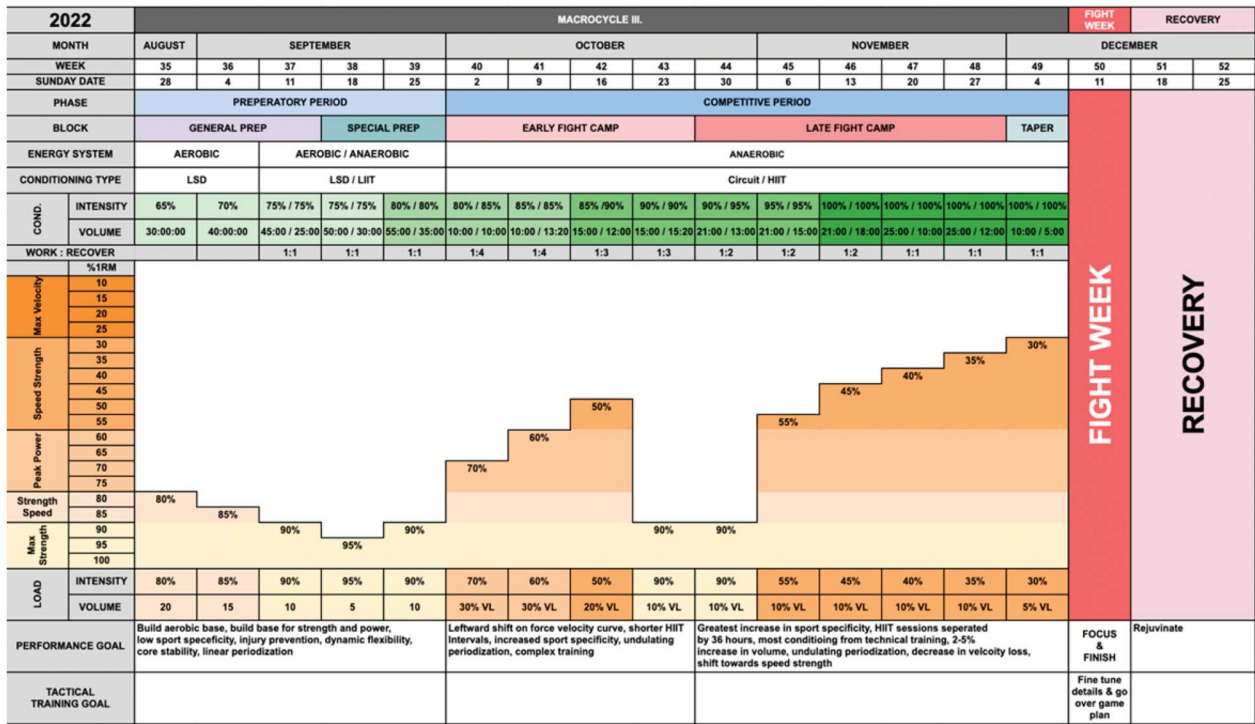 2022 MACROCYCLE III. FIGHT WEEK RECOVERY
MONTH AUGUST SEPTEMBER OCTOBER NOVEMBER DECEMBER
WEEK 35 36 37 38 39 40 41 42 43 44 45 46 47 48 49 50 51 52
SUNDAY DATE 28 4 11 18 25 2 9 16 23 30 6 13 20 27 4 11 18 25
PHASE PREPERATORY PERIOD COMPETITIVE PERIOD
BLOCK GENERAL PREP SPECIAL PREP EARLY FIGHT CAMP LATE FIGHT CAMP TAPER
ENERGY SYSTEM AEROBIC AEROBIC / ANAEROBIC ANAEROBIC
CONDITIONING TYPE LSD LSD / LIIT Circuit / HIIT
COND.
INTENSITY 65% 70% 75% / 75% 75% / 75% 80% / 80% 80% / 85% 85% / 85% 85% /90% 90% / 90% 90% / 95% 95% / 95% 100% / 100% 100% / 100% 100% / 100% 100% / 100%
VOLUME 30:00:00 40:00:00 45:00 / 25:00 50:00 / 30:00 55:00 / 35:00 10:00 / 10:00 10:00 / 13:20 15:00 / 12:00 15:00 / 15:20 21:00 / 13:00 21:00 / 15:00 21:00 / 18:00 25:00 / 10:00 25:00 / 12:00 10:00 / 5:00
WORK : RECOVER 1:1 1:1 1:1 1:4 1:4 1:3 1:3 1:2 1:2 1:2 1:1 1:1 1:1
%1RM
Max Velocity
10
15
20
25
Speed Strength
30 30%
35 35%
40 40%
45 45%
50 50%
55 55%
Peak Power
60 60%
65
70 70%
75
Strength Speed
80 80%
85 85%
Max Strength
90 90% 90% 90% 90%
95 95%
100
FIGHT WEEK
RECOVERY
LOAD
INTENSITY 80% 85% 90% 95% 90% 70% 60% 50% 90% 90% 55% 45% 40% 35% 30%
VOLUME 20 15 10 5 10 30% VL 30% VL 20% VL 10% VL 10% VL 10% VL 10% VL 10% VL 10% VL 5% VL
PERFORMANCE GOAL
Build aerobic base, build base for strength and power,
low sport speceficity, injury prevention, dynamic flexibility,
core stability, linear periodization
Leftward shift on force velocity curve, shorter HIIT
Intervals, increased sport specificity, undulating
periodization, complex training
Greatest increase in sport specificity, HIIT sessions seperated
by 36 hours, most conditioing from technical training, 2-5%
increase in volume, undulating periodization, decrease in velcoity loss,
shift towards speed strength
FOCUS
&
FINISH
Rejuvinate
TACTICAL
TRAINING GOAL
Fine tune
details & go
over game
plan